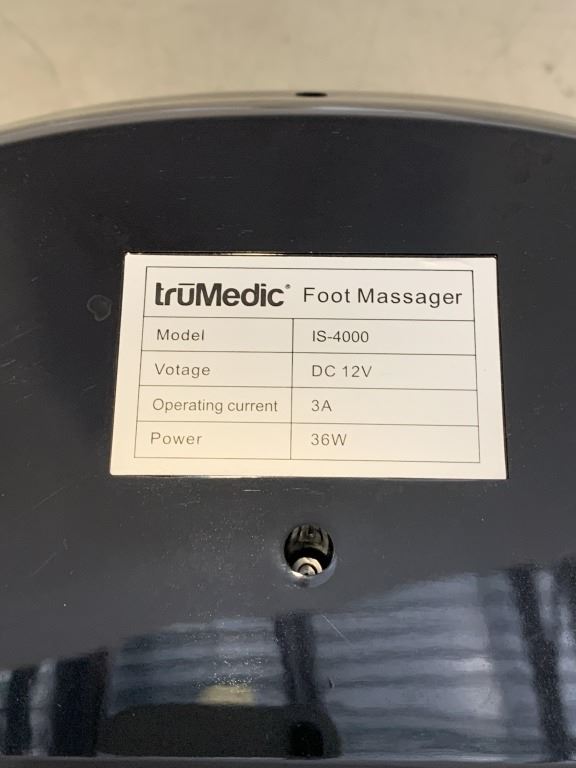 trūMedic® Foot Massager
Model IS-4000
Votage DC 12V
Operating current 3A
Power 36W